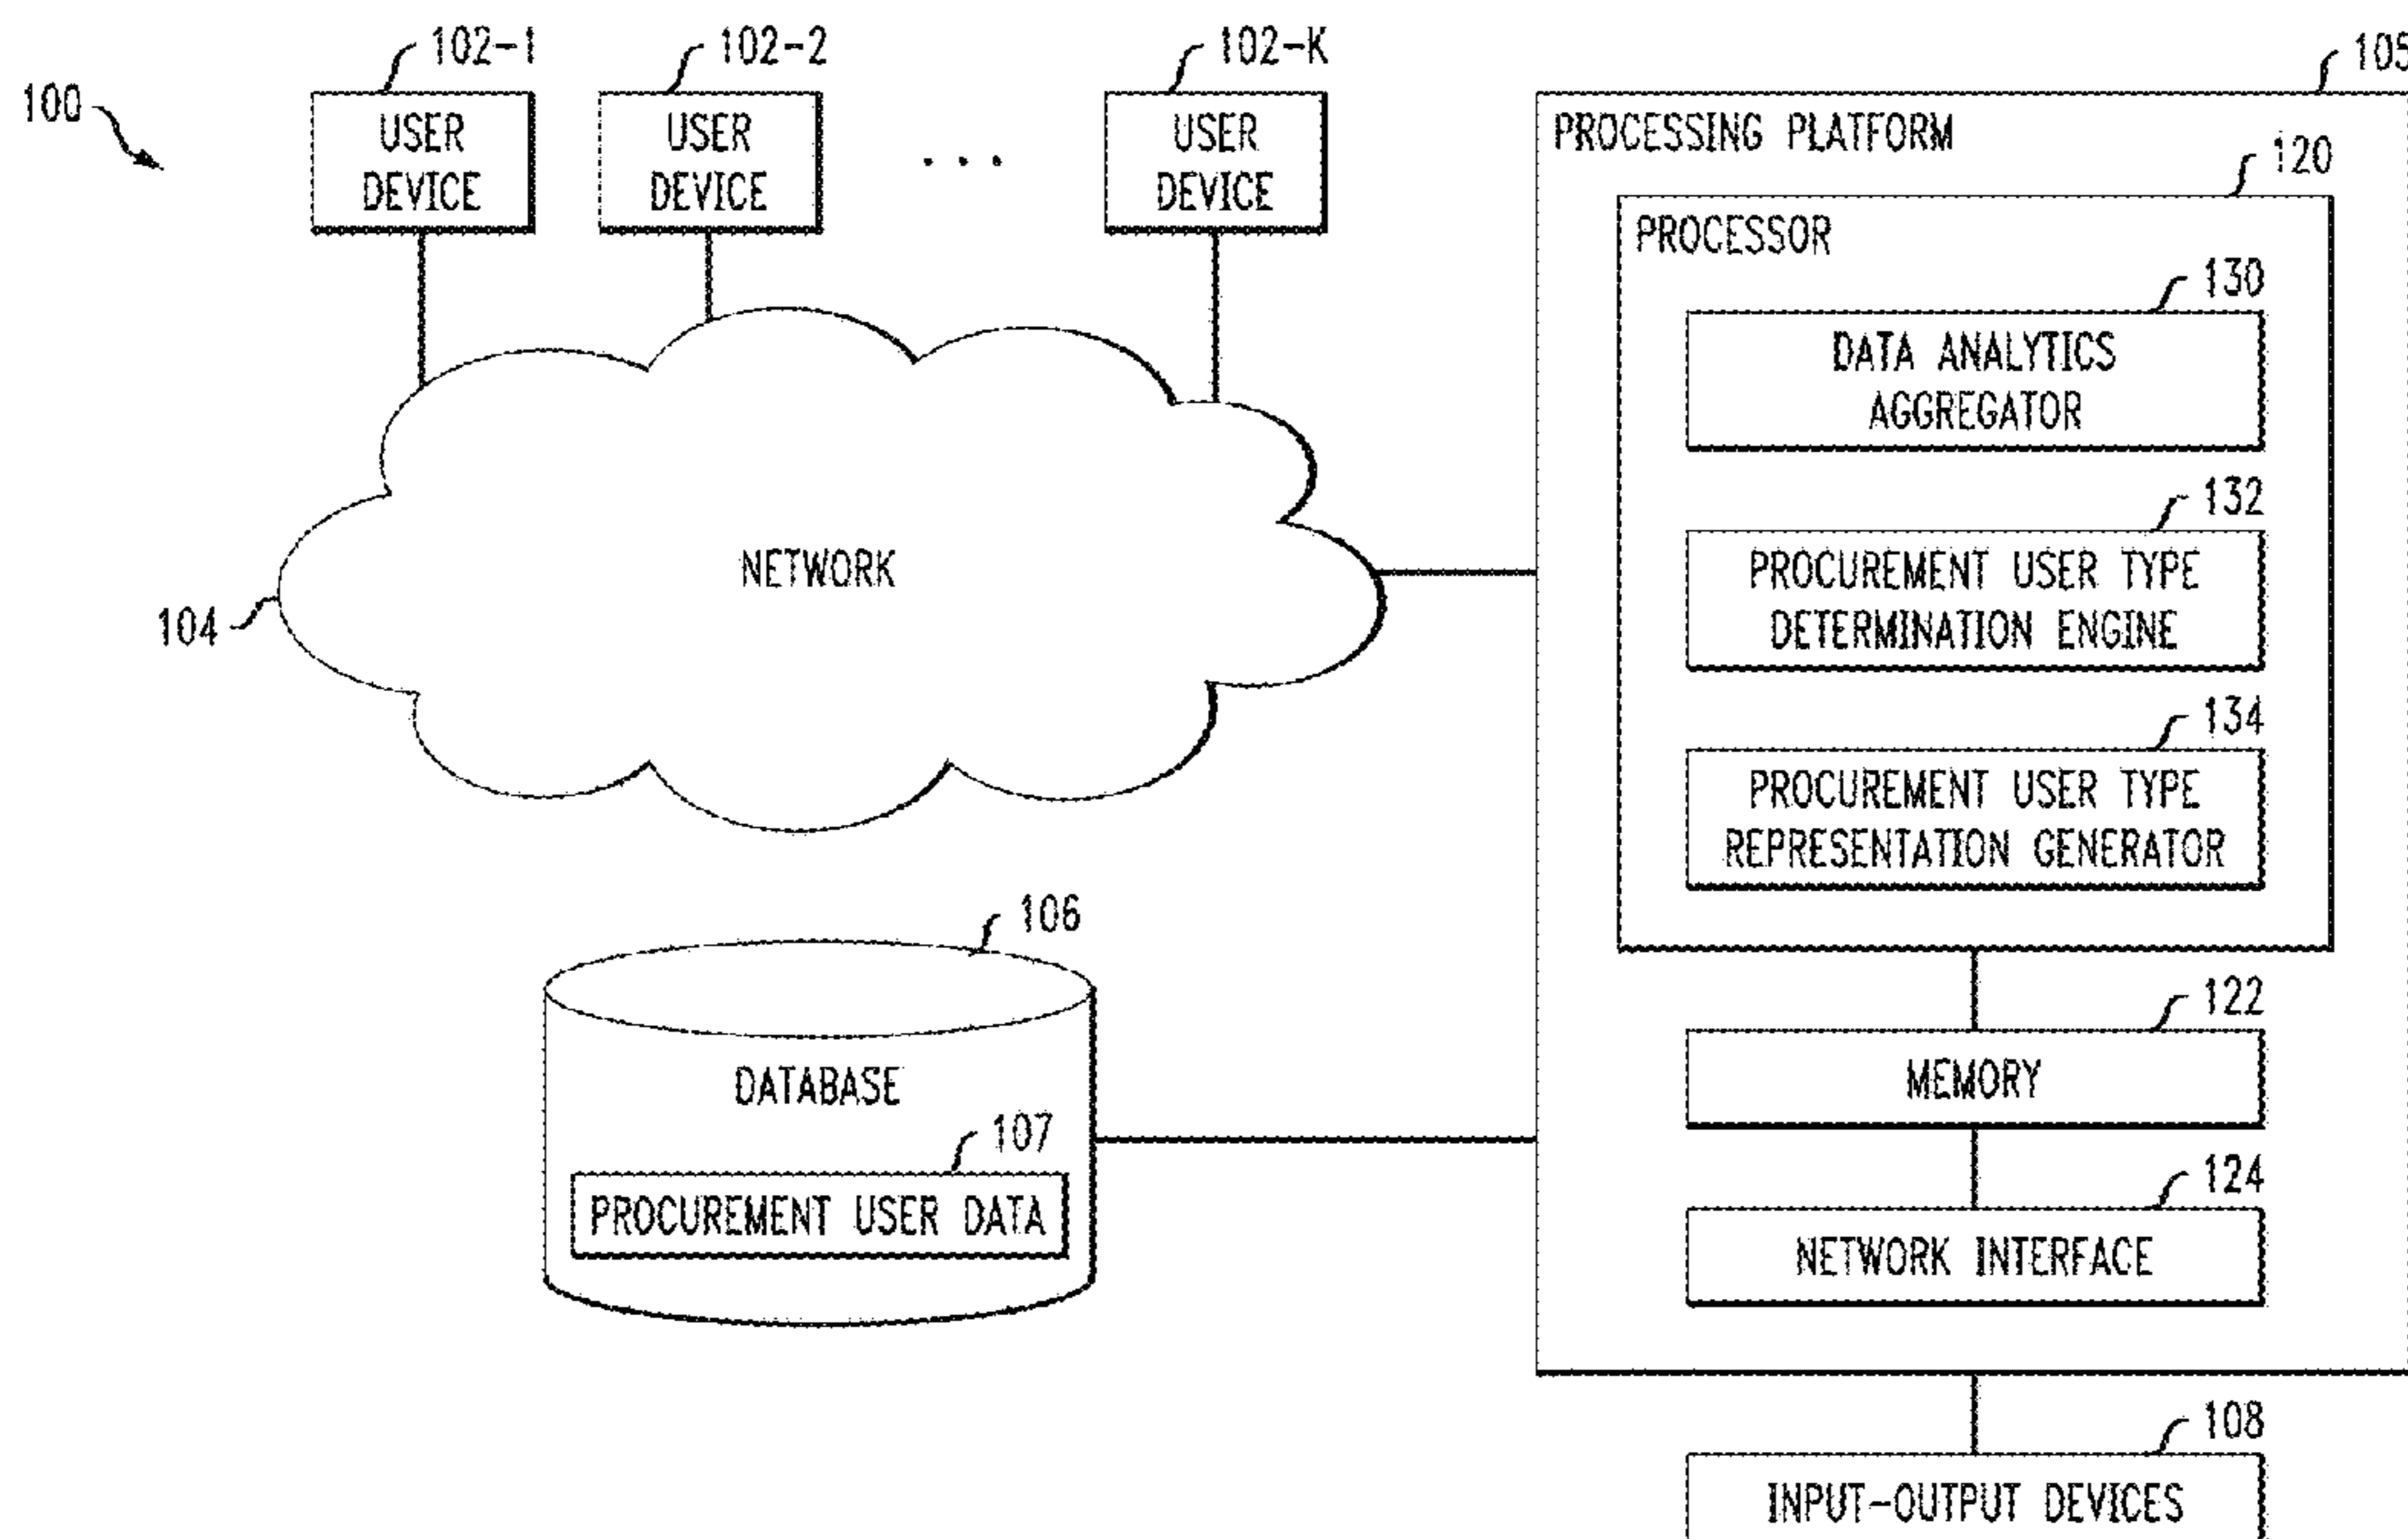 100
102-1
102-2
102-K
USER
DEVICE
USER
DEVICE
. . .
USER
DEVICE
NETWORK
104
106
DATABASE
107
PROCUREMENT USER DATA
105
PROCESSING PLATFORM
120
PROCESSOR
130
DATA ANALYTICS
AGGREGATOR
132
PROCUREMENT USER TYPE
DETERMINATION ENGINE
134
PROCUREMENT USER TYPE
REPRESENTATION GENERATOR
122
MEMORY
124
NETWORK INTERFACE
108
INPUT-OUTPUT DEVICES